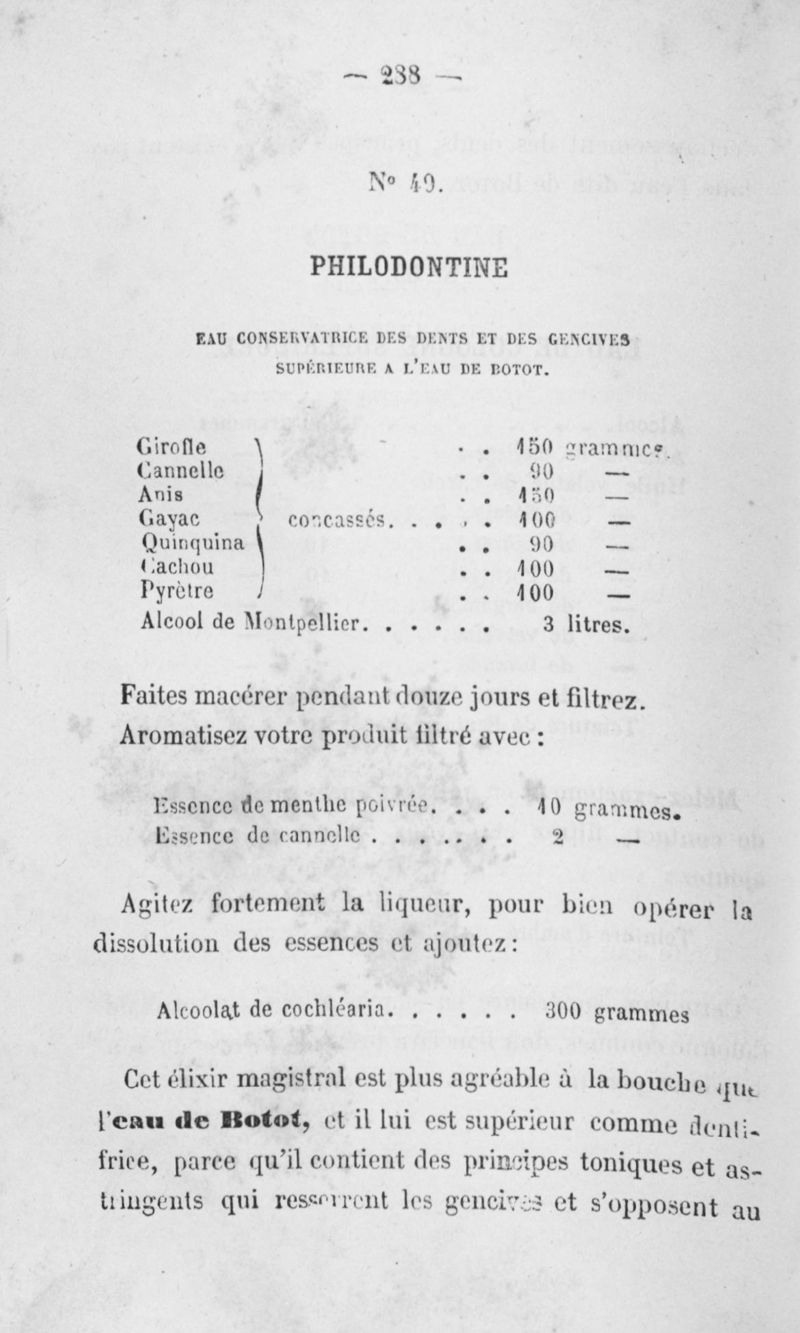 — 238 —
N° 49.
PHILODONTINE
EAU CONSERVATRICE DES DENTS ET DES GENCIVES
SUPÉRIEURE A L'EAU DE BOTOT.
Girofle . . 150 grammes.
Cannelle . . 90 —
Anis . . 150 —
Gayac concassés. . . . . 100 —
Quinquina . . 90 —
Cachou . . 100 —
Pyrètre . . 100 —
Alcool de Montpellier. . . . . . 3 litres.
Faites macérer pendant douze jours et filtrez.
Aromatisez votre produit filtré avec :
Essence de menthe poivrée. . . . 10 grammes.
Essence de cannelle . . . . . . . 2 —
Agitez fortement la liqueur, pour bien opérer la
dissolution des essences et ajoutez :
Alcoolat de cochléaria. . . . . . 300 grammes
Cet élixir magistral est plus agréable à la bouche que
l'eau de Botot, et il lui est supérieur comme denti-
frice, parce qu'il contient des principes toniques et as-
tringents qui resserrent les gencives et s'opposent au